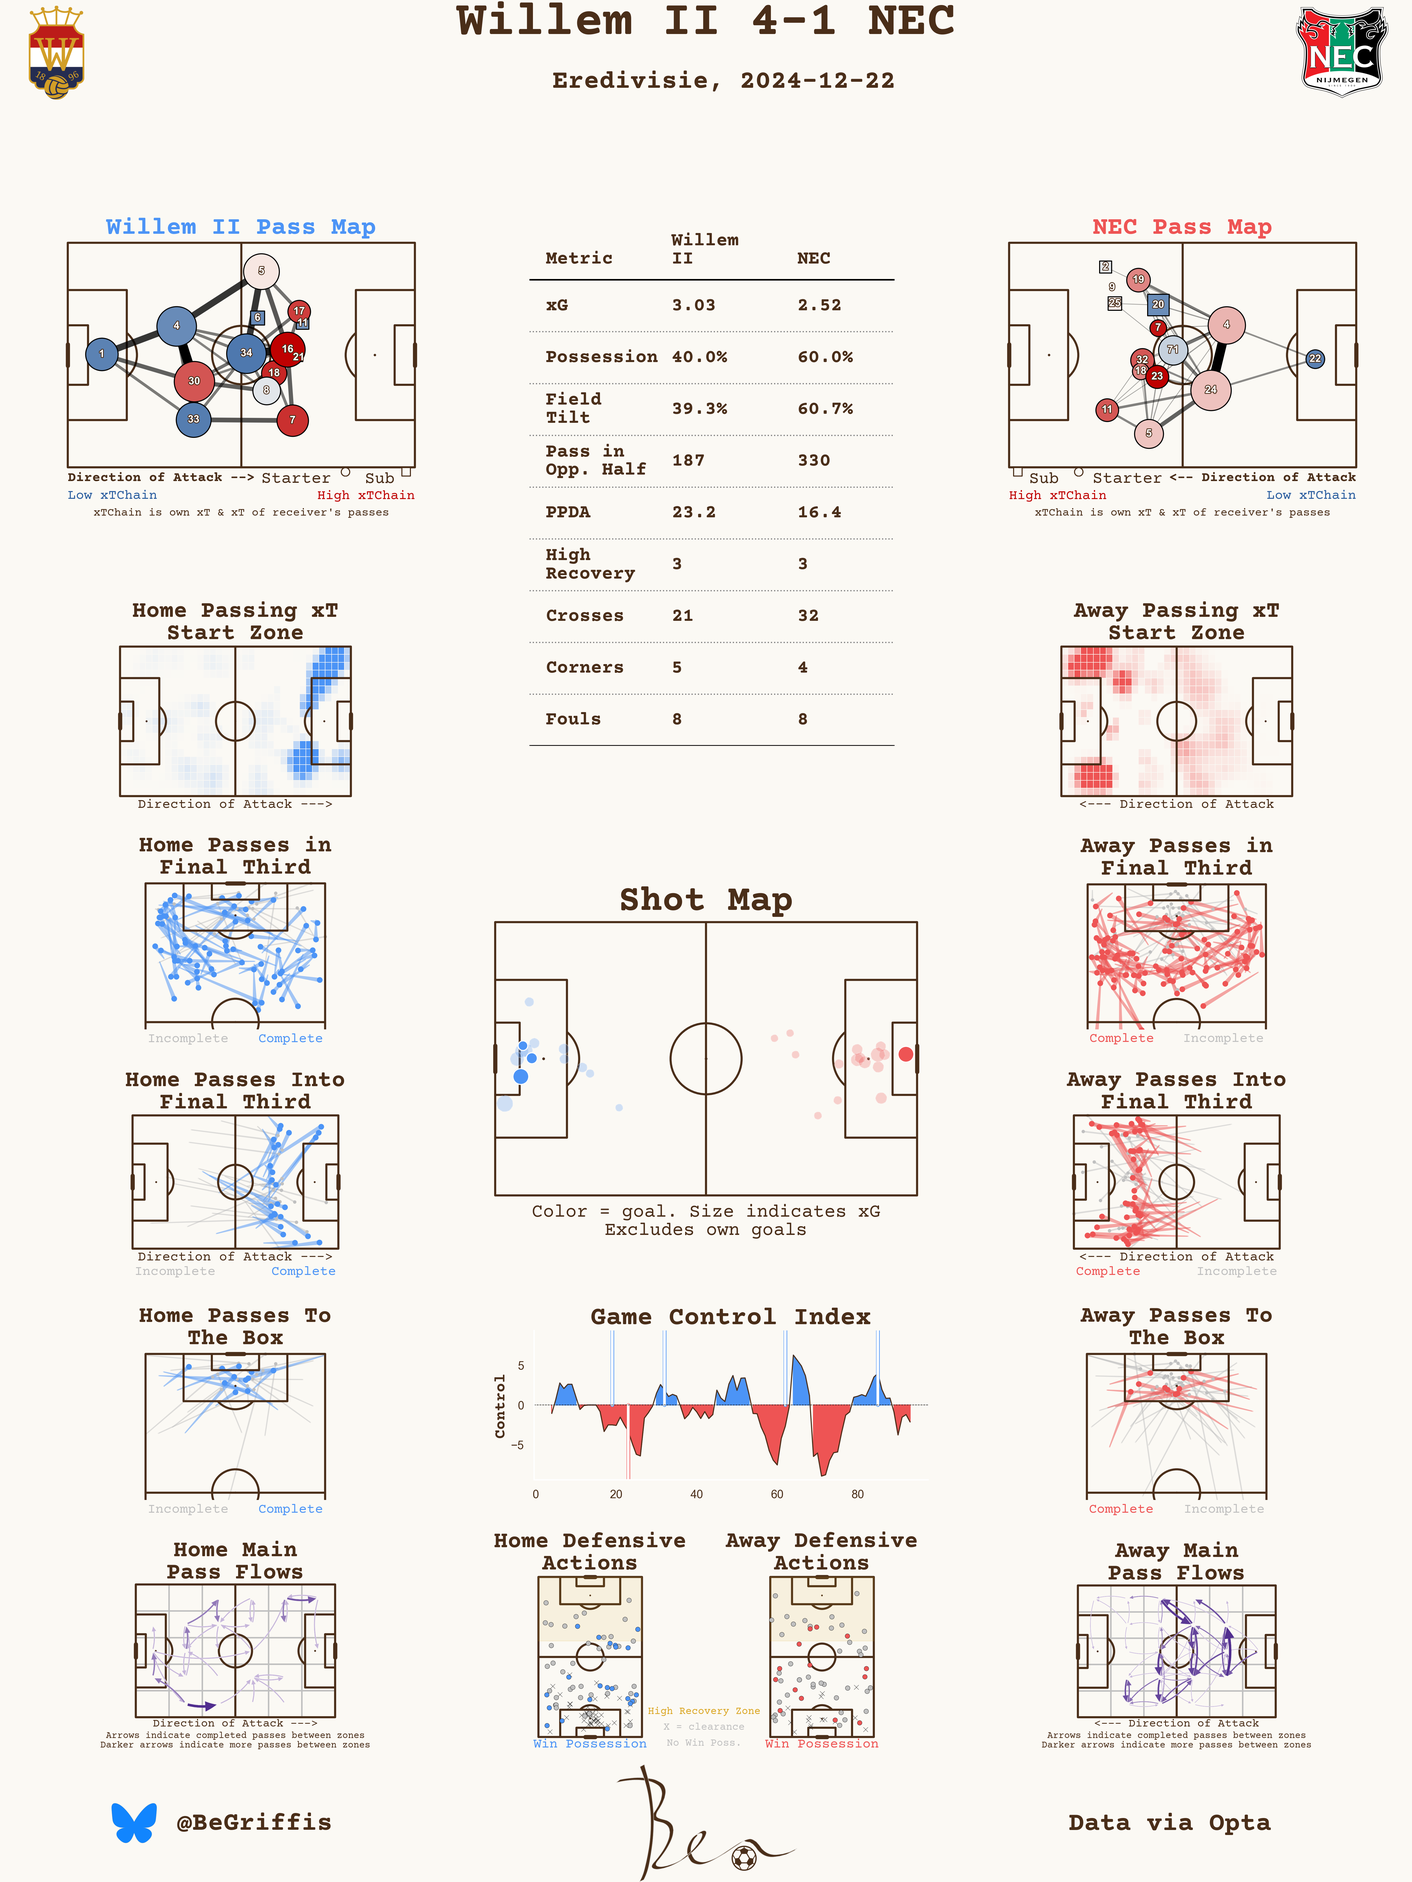 Willem II 4-1 NEC
Eredivisie, 2024-12-22
W
18 96
NEC
NIJMEGEN
Willem II Pass Map
5
17
6
11
4
1
34
16
21
18
30
8
33
7
Direction of Attack --> Starter Sub
Low xTChain High xTChain
xTChain is own xT & xT of receiver's passes
Metric Willem II NEC
xG 3.03 2.52
Possession 40.0% 60.0%
Field Tilt 39.3% 60.7%
Pass in Opp. Half 187 330
PPDA 23.2 16.4
High Recovery 3 3
Crosses 21 32
Corners 5 4
Fouls 8 8
NEC Pass Map
2
19
9
25
20
7
4
71
32
18
23
22
24
11
5
Sub Starter <-- Direction of Attack
High xTChain Low xTChain
xTChain is own xT & xT of receiver's passes
Home Passing xT
Start Zone
Direction of Attack --->
Away Passing xT
Start Zone
<--- Direction of Attack
Home Passes in
Final Third
Incomplete Complete
Away Passes in
Final Third
Complete Incomplete
Shot Map
Color = goal. Size indicates xG
Excludes own goals
Home Passes Into
Final Third
Direction of Attack --->
Incomplete Complete
Away Passes Into
Final Third
<--- Direction of Attack
Complete Incomplete
Home Passes To
The Box
Incomplete Complete
Game Control Index
Control
5
0
−5
0 20 40 60 80
Away Passes To
The Box
Complete Incomplete
Home Main
Pass Flows
Direction of Attack --->
Arrows indicate completed passes between zones
Darker arrows indicate more passes between zones
Home Defensive
Actions
Win Possession
High Recovery Zone
X = clearance
No Win Poss.
Away Defensive
Actions
Win Possession
Away Main
Pass Flows
<--- Direction of Attack
Arrows indicate completed passes between zones
Darker arrows indicate more passes between zones
@BeGriffis
Ben
Data via Opta